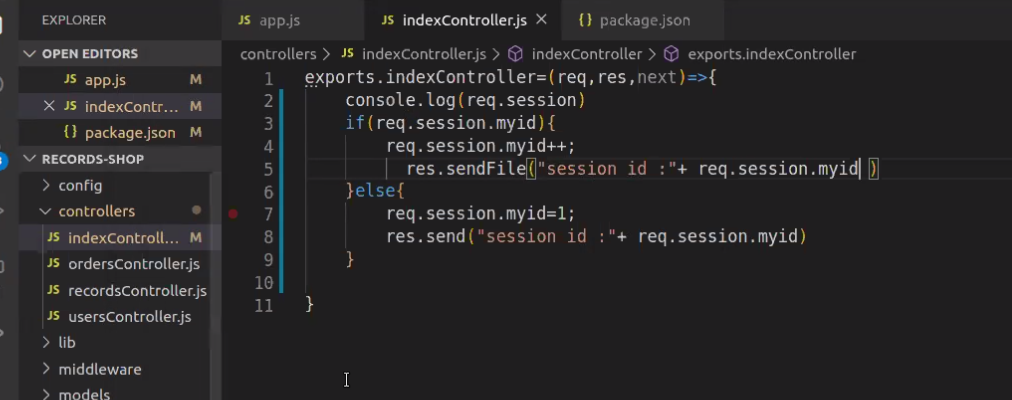 EXPLORER
JS app.js
JS indexController.js ×
{} package.json
OPEN EDITORS
JS app.js M
× JS indexContr... M
{} package.json M
RECORDS-SHOP
config
controllers
JS indexControll... M
JS ordersController.js
JS recordsController.js
JS usersController.js
lib
middleware
models
controllers > JS indexController.js > indexController > exports.indexController
1 exports.indexController=(req,res,next)=>{
2 console.log(req.session)
3 if(req.session.myid){
4 req.session.myid++;
5 res.sendFile("session id :"+ req.session.myid )
6 }else{
7 req.session.myid=1;
8 res.send("session id :"+ req.session.myid)
9 }
10
11 }